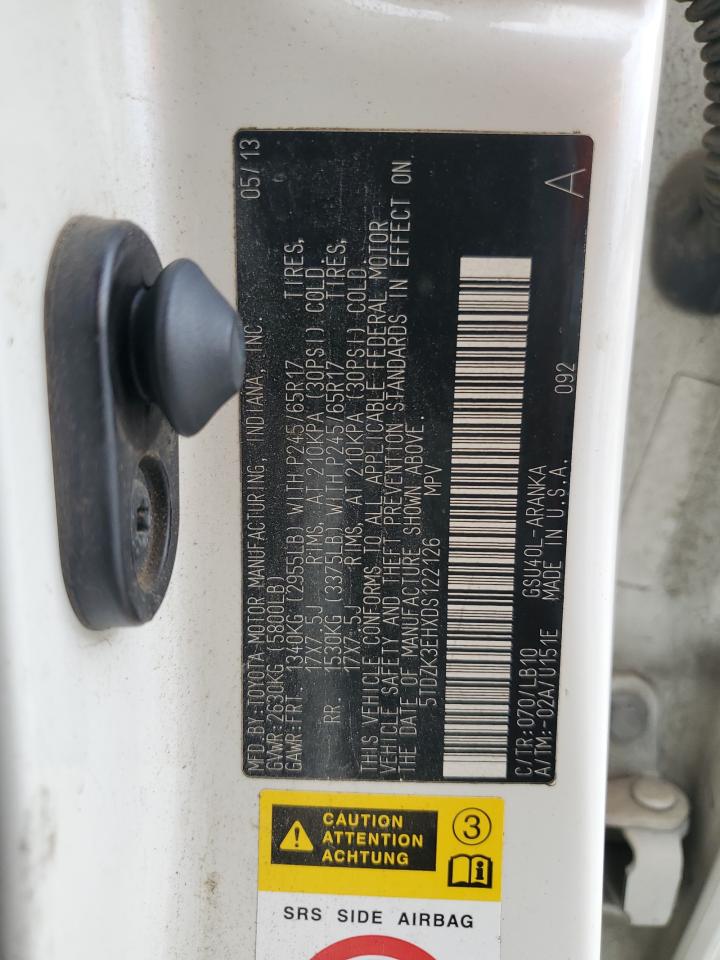 MFD BY:TOYOTA MOTOR MANUFACTURING, INDIANA, INC. 05/13
GVWR:2630KG (5800LB)
GAWR:FRT. 1340KG (2955LB) WITH P245/65R17 TIRES,
17X7.5J RIMS, AT 210KPA (30PSI) COLD
RR. 1530KG (3375LB) WITH P245/65R17 TIRES,
17X7.5J RIMS, AT 210KPA (30PSI) COLD
THIS VEHICLE CONFORMS TO ALL APPLICABLE FEDERAL MOTOR
VEHICLE SAFETY AND THEFT PREVENTION STANDARDS IN EFFECT ON
THE DATE OF MANUFACTURE SHOWN ABOVE.
5TDZK3EHXDS122126 MPV
C/TR:070/LB10 GSU40L-ARANKA 092
A/TM:-02A/U151E MADE IN U.S.A. A
CAUTION
ATTENTION
ACHTUNG
3
i
SRS SIDE AIRBAG